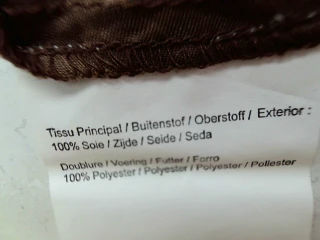 Tissu Principal / Buitenstof / Oberstoff / Exterior :
100% Soie / Zijde / Seide / Seda
Doublure / Voering / Futter / Forro
100% Polyester / Polyester / Polyester / Poliester